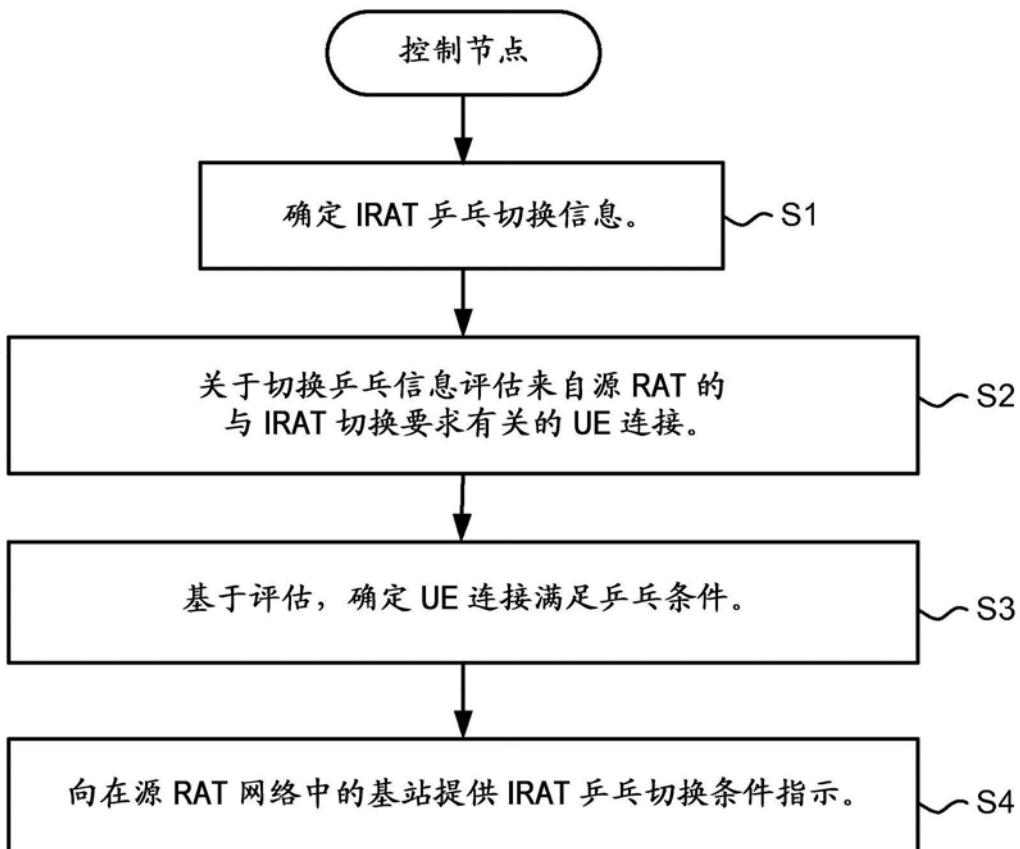 控制节点
确定 IRAT 乒乓切换信息。
S1
关于切换乒乓信息评估来自源 RAT 的
与 IRAT 切换要求有关的 UE 连接。
S2
基于评估，确定 UE 连接满足乒乓条件。
S3
向在源 RAT 网络中的基站提供 IRAT 乒乓切换条件指示。
S4